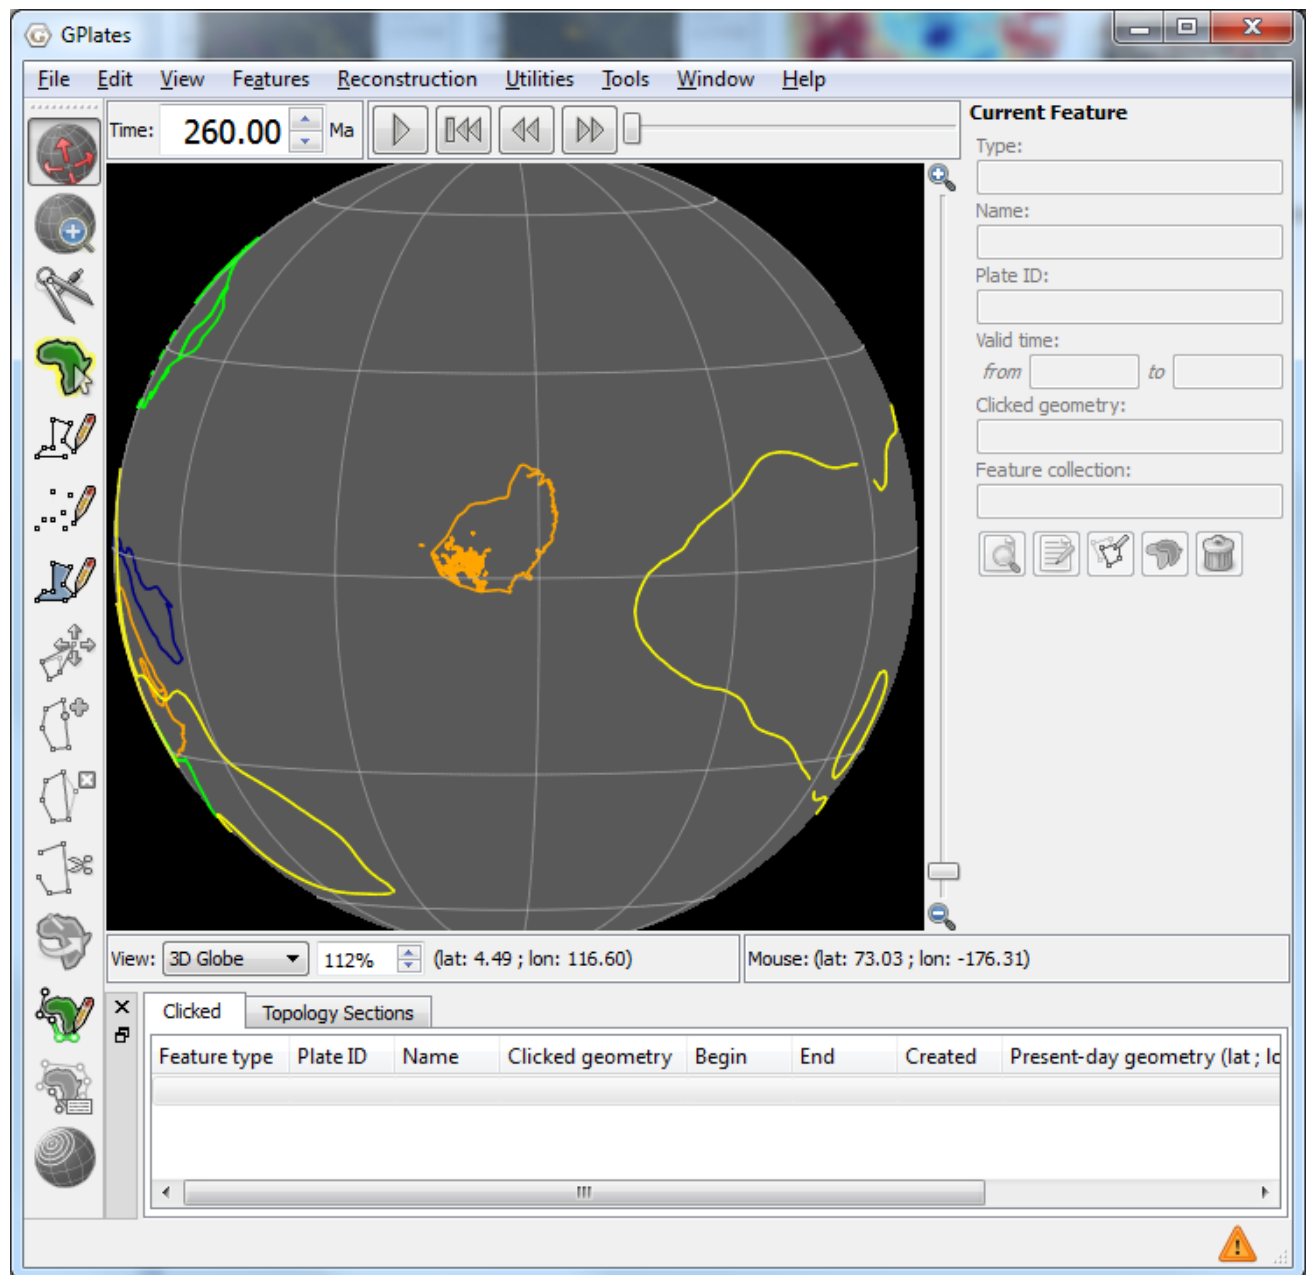 GPlates
File Edit View Features Reconstruction Utilities Tools Window Help
Time: 260.00 Ma
Current Feature
Type:
Name:
Plate ID:
Valid time:
from to
Clicked geometry:
Feature collection:
View: 3D Globe 112% (lat: 4.49 ; lon: 116.60) Mouse: (lat: 73.03 ; lon: -176.31)
Clicked Topology Sections
Feature type Plate ID Name Clicked geometry Begin End Created Present-day geometry (lat ; lc